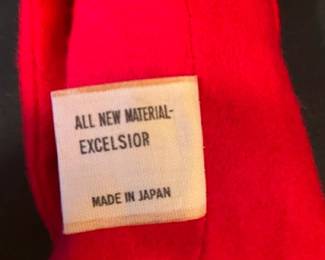 ALL NEW MATERIAL-
EXCELSIOR
MADE IN JAPAN